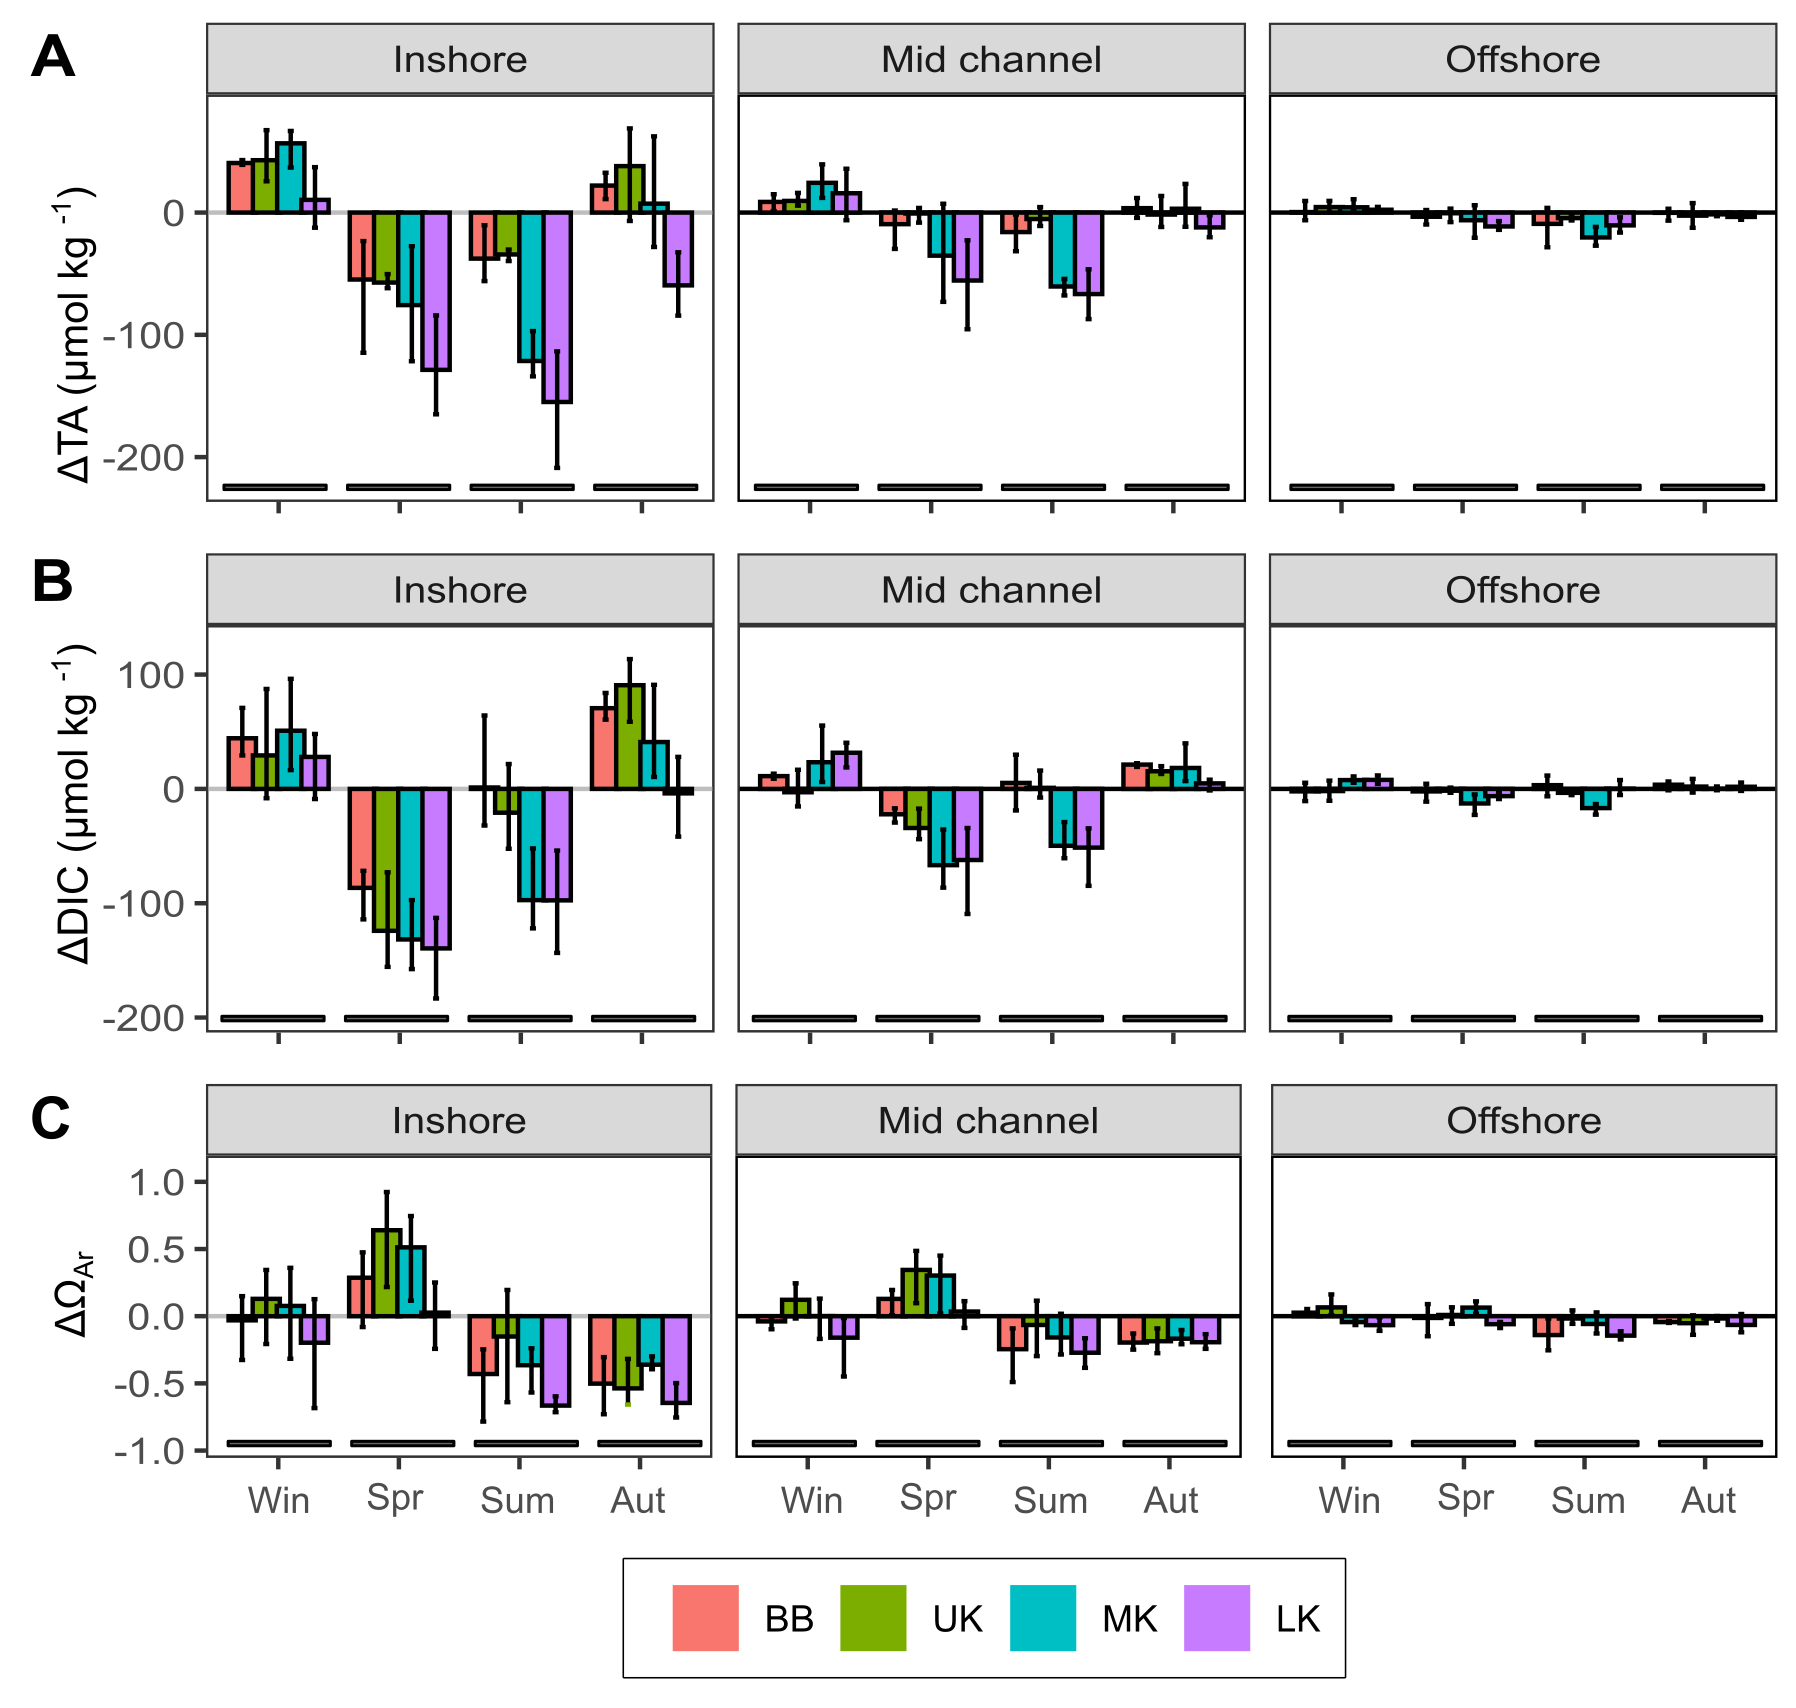 A
Inshore Mid channel Offshore
ΔTA (μmol kg -1)
0
-100
-200
B
Inshore Mid channel Offshore
ΔDIC (μmol kg -1)
100
0
-100
-200
C
Inshore Mid channel Offshore
ΔΩAr
1.0
0.5
0.0
-0.5
-1.0
Win Spr Sum Aut Win Spr Sum Aut Win Spr Sum Aut
BB UK MK LK